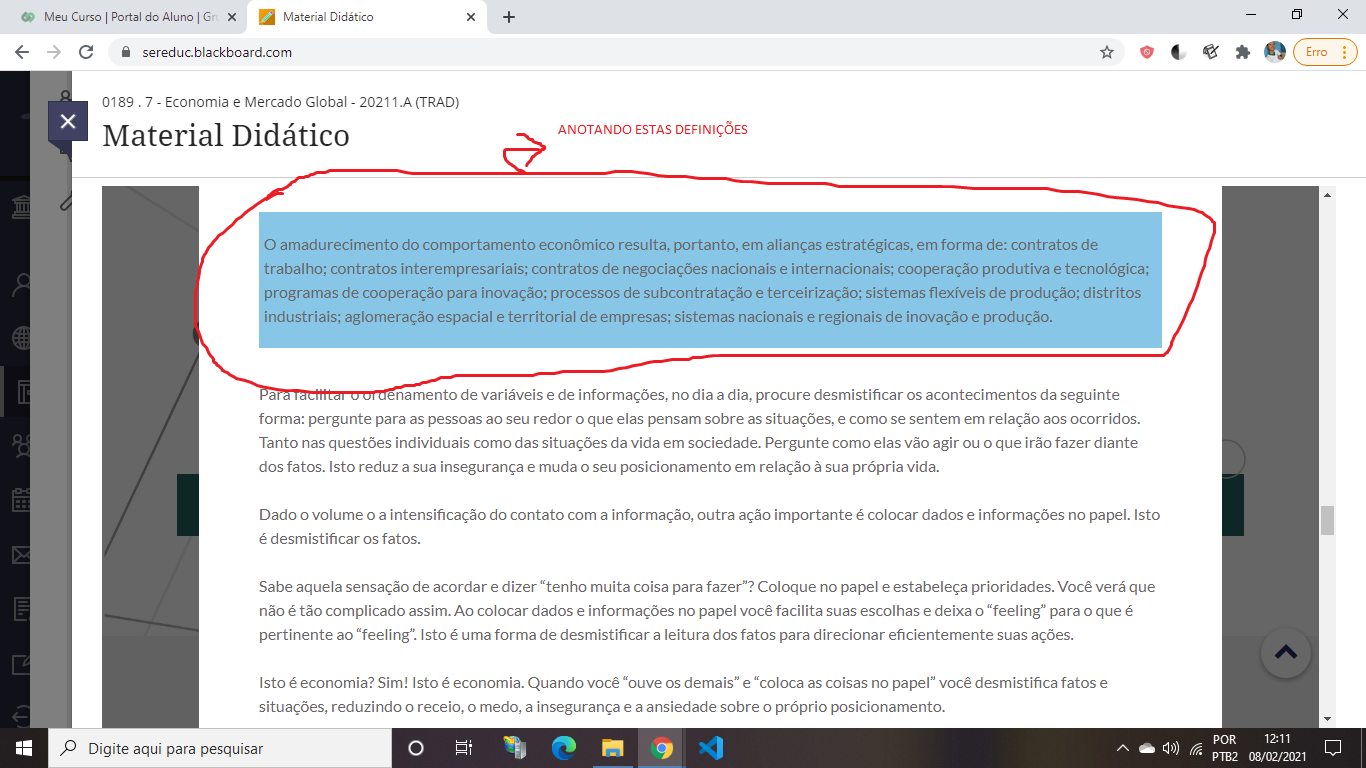 Meu Curso | Portal do Aluno | Gr
Material Didático
sereduc.blackboard.com
Erro
0189 . 7 - Economia e Mercado Global - 20211.A (TRAD)
Material Didático
ANOTANDO ESTAS DEFINIÇÕES
O amadurecimento do comportamento econômico resulta, portanto, em alianças estratégicas, em forma de: contratos de
trabalho; contratos interempresariais; contratos de negociações nacionais e internacionais; cooperação produtiva e tecnológica;
programas de cooperação para inovação; processos de subcontratação e terceirização; sistemas flexíveis de produção; distritos
industriais; aglomeração espacial e territorial de empresas; sistemas nacionais e regionais de inovação e produção.
Para facilitar o ordenamento de variáveis e de informações, no dia a dia, procure desmistificar os acontecimentos da seguinte
forma: pergunte para as pessoas ao seu redor o que elas pensam sobre as situações, e como se sentem em relação aos ocorridos.
Tanto nas questões individuais como das situações da vida em sociedade. Pergunte como elas vão agir ou o que irão fazer diante
dos fatos. Isto reduz a sua insegurança e muda o seu posicionamento em relação à sua própria vida.
Dado o volume o a intensificação do contato com a informação, outra ação importante é colocar dados e informações no papel. Isto
é desmistificar os fatos.
Sabe aquela sensação de acordar e dizer “tenho muita coisa para fazer”? Coloque no papel e estabeleça prioridades. Você verá que
não é tão complicado assim. Ao colocar dados e informações no papel você facilita suas escolhas e deixa o “feeling” para o que é
pertinente ao “feeling”. Isto é uma forma de desmistificar a leitura dos fatos para direcionar eficientemente suas ações.
Isto é economia? Sim! Isto é economia. Quando você “ouve os demais” e “coloca as coisas no papel” você desmistifica fatos e
situações, reduzindo o receio, o medo, a insegurança e a ansiedade sobre o próprio posicionamento.
Digite aqui para pesquisar
POR
PTB2
12:11
08/02/2021